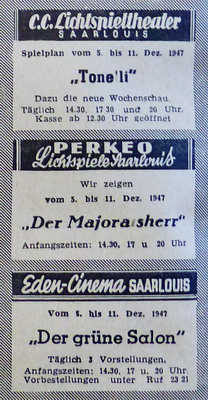 C.C. Lichtspieltheater
SAARLOUIS
Spielplan vom 5. bis 11. Dez. 1947
„Tone'li"
Dazu die neue Wochenschau.
Täglich 14.30, 17.30 und 20 Uhr.
Kasse ab 12.30 Uhr geöffnet
PERKEO
Lichtspiele Saarlouis
Wir zeigen
vom 5. bis 11. Dez. 1947
„Der Majoratsherr"
Anfangszeiten: 14.30, 17 u. 20 Uhr
Eden-Cinema SAARLOUIS
Vom 5. bis 11. Dez. 1947
„Der grüne Salon"
Täglich 3 Vorstellungen.
Anfangszeiten: 14.30, 17 u. 20 Uhr.
Vorbestellungen unter Ruf 23 21